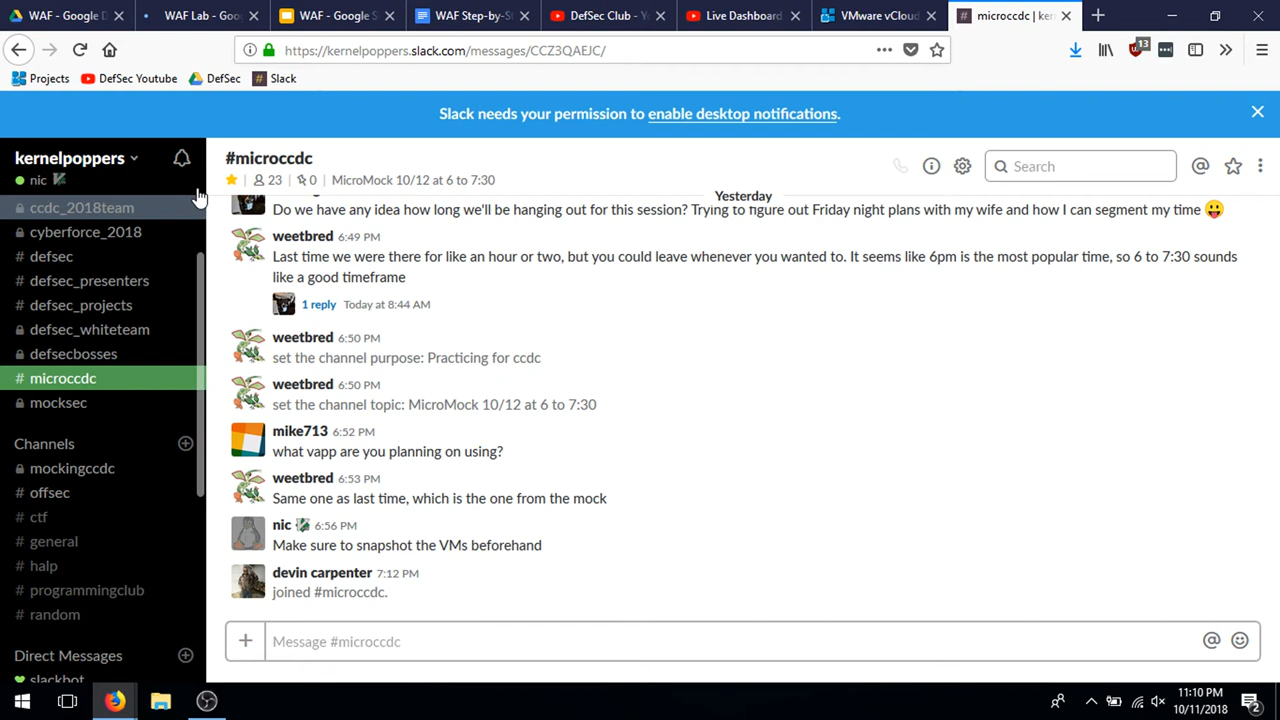 WAF - Google D
WAF Lab - Goo
WAF - Google S
WAF Step-by-St
DefSec Club - Yo
Live Dashboard
VMware vCloud
microccdc | ker
https://kernelpoppers.slack.com/messages/CCZ3QAEJC/
13
Projects
DefSec Youtube
DefSec
Slack
Slack needs your permission to enable desktop notifications.
kernelpoppers
nic
ccdc_2018team
cyberforce_2018
defsec
defsec_presenters
defsec_projects
defsec_whiteteam
defsecbosses
# microccdc
mocksec
Channels
mockingccdc
# offsec
# ctf
# general
# halp
# programmingclub
# random
Direct Messages
slackbot
#microccdc
23
0
MicroMock 10/12 at 6 to 7:30
Search
Yesterday
Do we have any idea how long we'll be hanging out for this session? Trying to figure out Friday night plans with my wife and how I can segment my time
weetbred 6:49 PM
Last time we were there for like an hour or two, but you could leave whenever you wanted to. It seems like 6pm is the most popular time, so 6 to 7:30 sounds
like a good timeframe
1 reply Today at 8:44 AM
weetbred 6:50 PM
set the channel purpose: Practicing for ccdc
weetbred 6:50 PM
set the channel topic: MicroMock 10/12 at 6 to 7:30
mike713 6:52 PM
what vapp are you planning on using?
weetbred 6:53 PM
Same one as last time, which is the one from the mock
nic 6:56 PM
Make sure to snapshot the VMs beforehand
devin carpenter 7:12 PM
joined #microccdc.
Message #microccdc
11:10 PM
10/11/2018
2